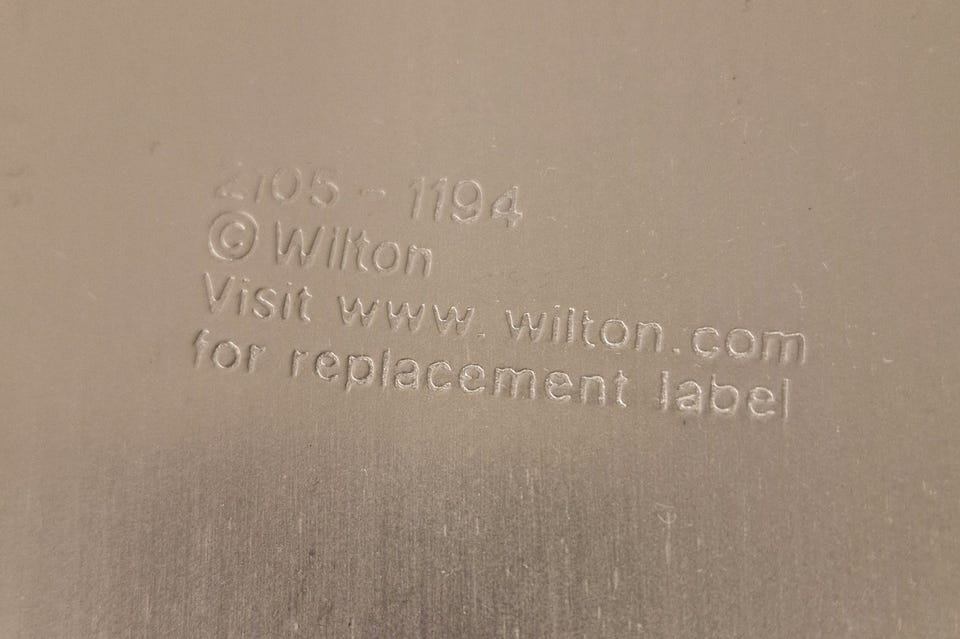 2105 - 1194
© Wilton
Visit www.wilton.com
for replacement label